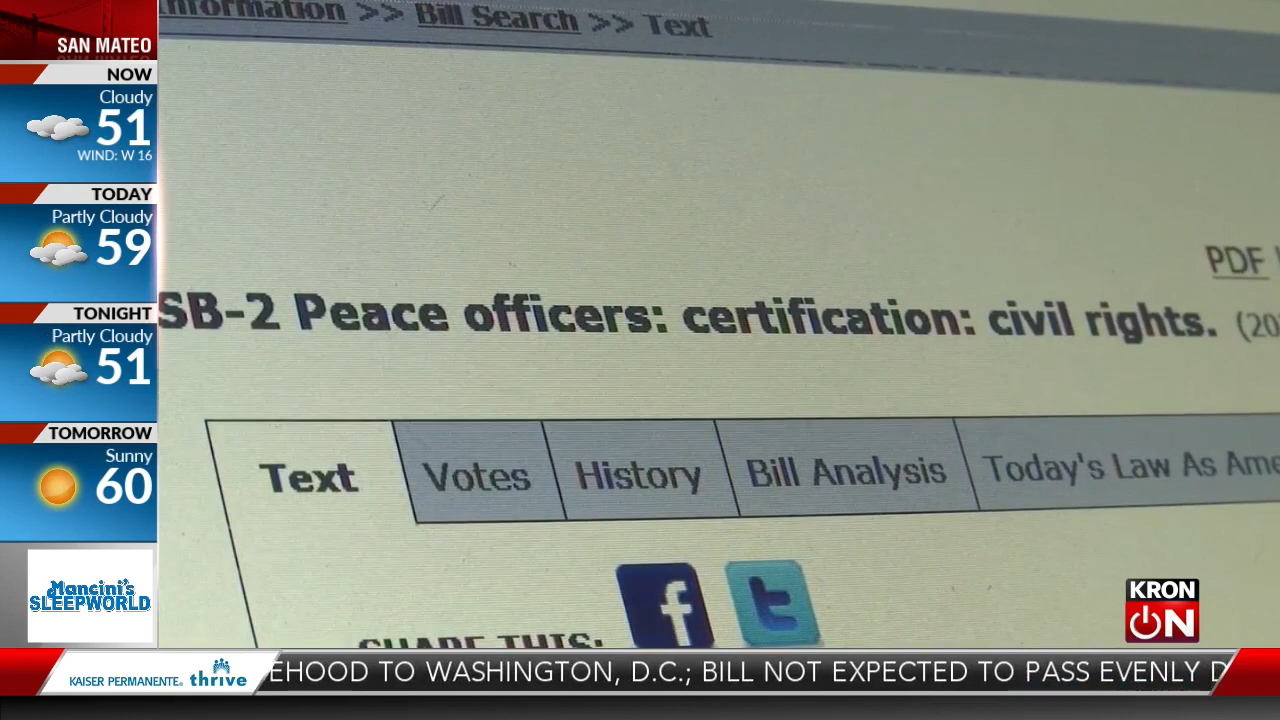 SAN MATEO
NOW
Cloudy
51
WIND: W 16
TODAY
Partly Cloudy
59
TONIGHT
Partly Cloudy
51
TOMORROW
Sunny
60
Mancini's
SLEEPWORLD
Information >> Bill Search >> Text
PDF
SB-2 Peace officers: certification: civil rights. (20
Text Votes History Bill Analysis Today's Law As Ame
SHARE THIS:
KRON
ON
KAISER PERMANENTE® thrive
EHOOD TO WASHINGTON, D.C.; BILL NOT EXPECTED TO PASS EVENLY D